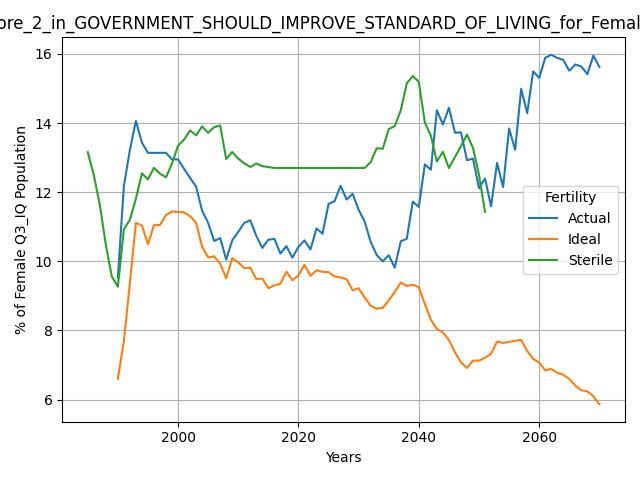 ore_2_in_GOVERNMENT_SHOULD_IMPROVE_STANDARD_OF_LIVING_for_Femal
% of Female Q3_IQ Population
16
14
12
10
8
6
Fertility
Actual
Ideal
Sterile
2000
2020
2040
2060
Years